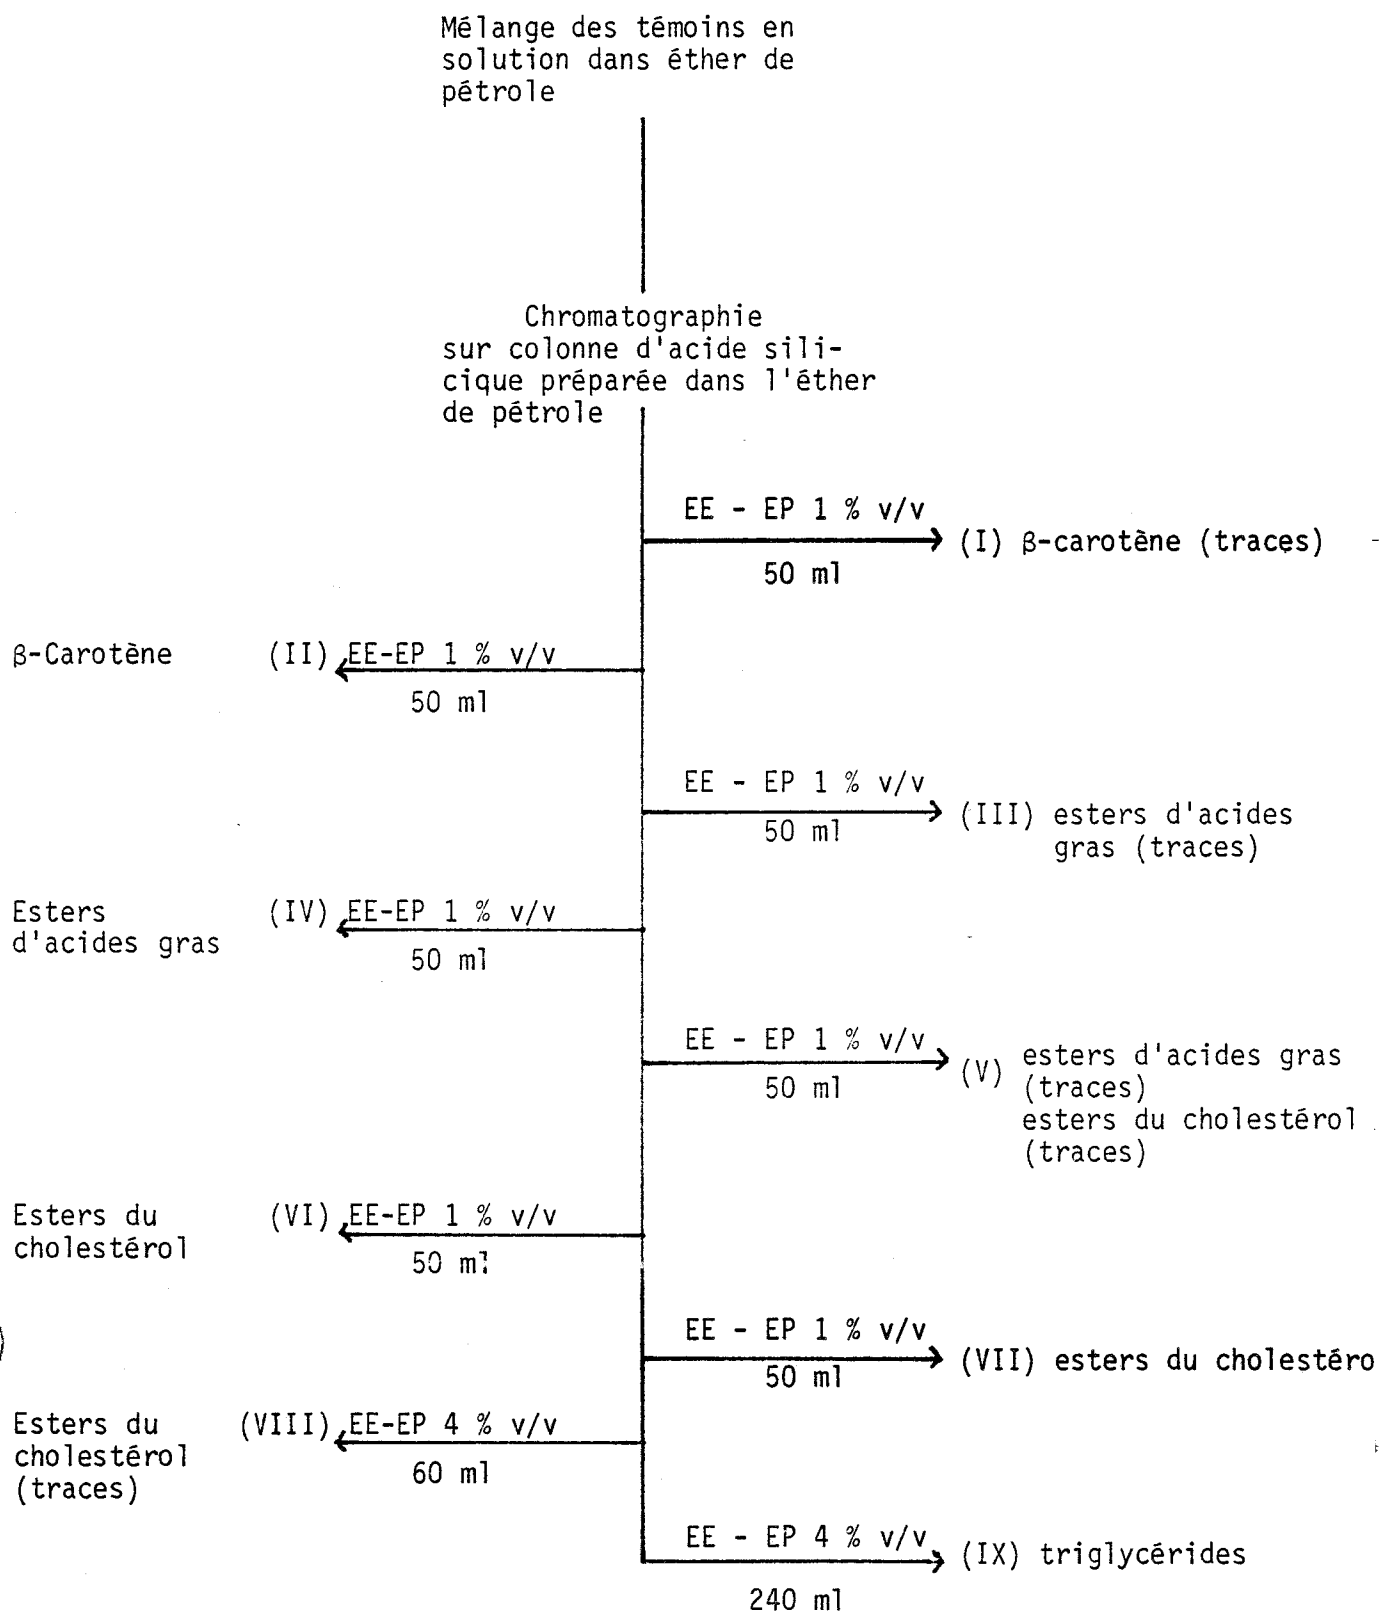 Mélange des témoins en
solution dans éther de
pétrole
Chromatographie
sur colonne d'acide sili-
cique préparée dans l'éther
de pétrole
EE - EP 1 % v/v
(I) β-carotène (traces)
50 ml
β-Carotène (II) EE-EP 1 % v/v
50 ml
EE - EP 1 % v/v
50 ml
(III) esters d'acides
gras (traces)
Esters
d'acides gras
(IV) EE-EP 1 % v/v
50 ml
EE - EP 1 % v/v
50 ml
(V) esters d'acides gras
(traces)
esters du cholestérol
(traces)
Esters du
cholestérol
(VI) EE-EP 1 % v/v
50 ml
EE - EP 1 % v/v
50 ml
(VII) esters du cholestéro
Esters du
cholestérol
(traces)
(VIII) EE-EP 4 % v/v
60 ml
EE - EP 4 % v/v
(IX) triglycérides
240 ml